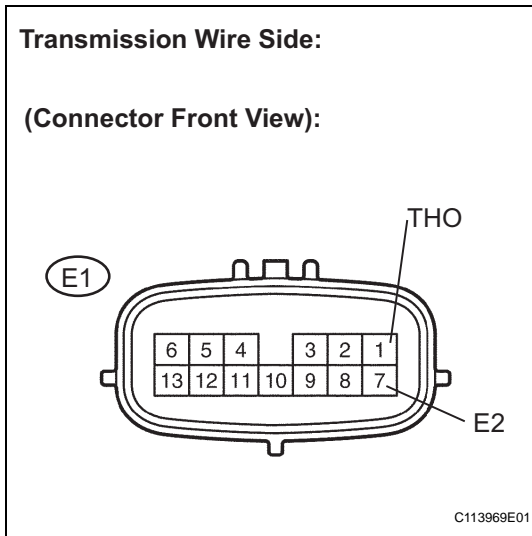 Transmission Wire Side:
(Connector Front View):
THO
E1
6 5 4 3 2 1
13 12 11 10 9 8 7
E2
C113969E01